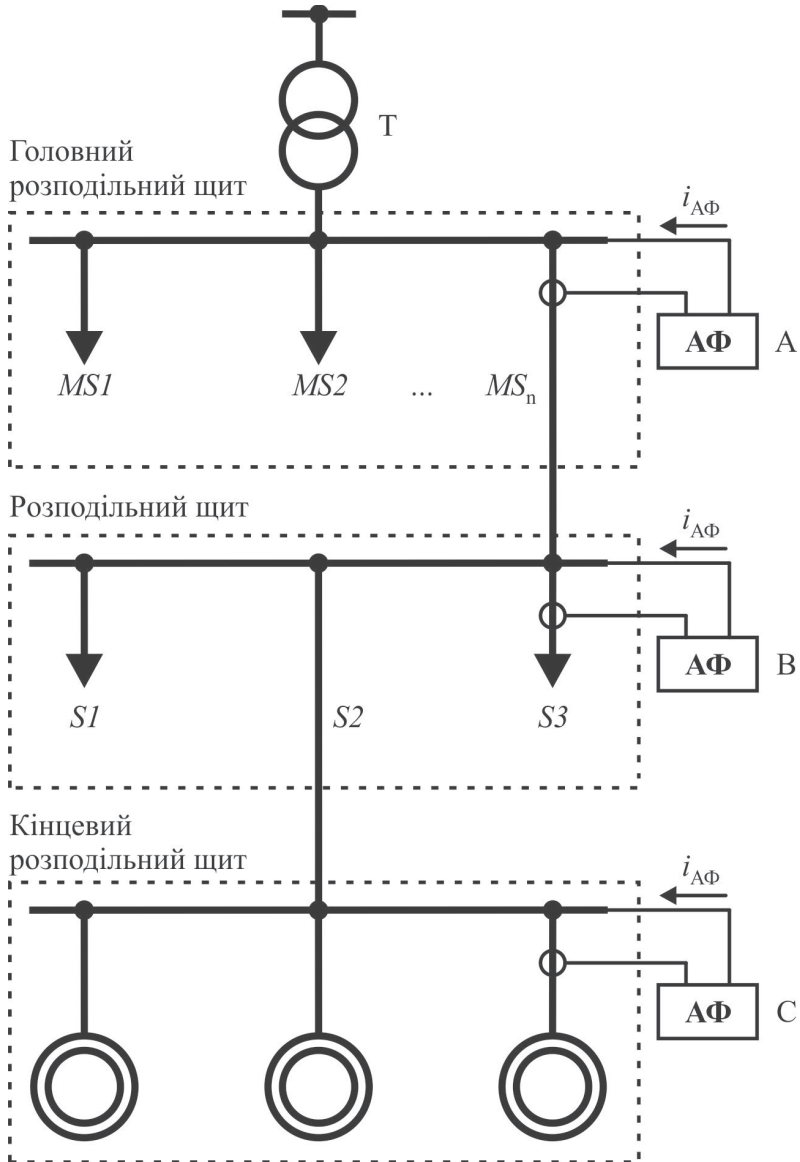 Т
Головний
розподільний щит
iАФ
АФ
А
MS1
MS2
...
MSn
Розподільний щит
iАФ
АФ
В
S1
S2
S3
Кінцевий
розподільний щит
iАФ
АФ
С